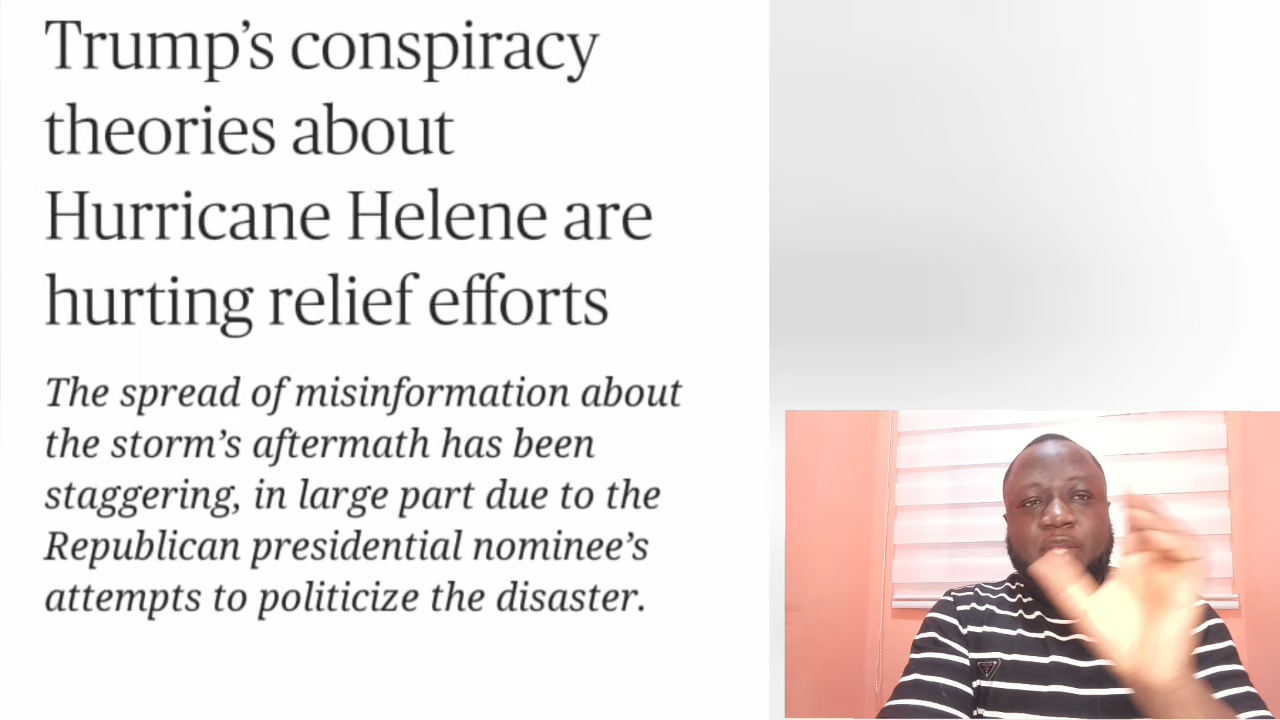 Trump’s conspiracy
theories about
Hurricane Helene are
hurting relief efforts
The spread of misinformation about
the storm’s aftermath has been
staggering, in large part due to the
Republican presidential nominee’s
attempts to politicize the disaster.